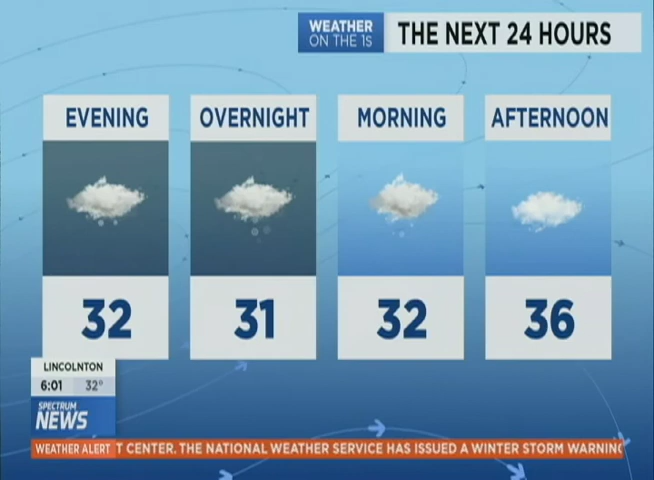 WEATHER
ON THE 1S
THE NEXT 24 HOURS
EVENING
OVERNIGHT
MORNING
AFTERNOON
32
31
32
36
LINCOLNTON
6:01 32°
SPECTRUM
NEWS
WEATHER ALERT T CENTER. THE NATIONAL WEATHER SERVICE HAS ISSUED A WINTER STORM WARNING